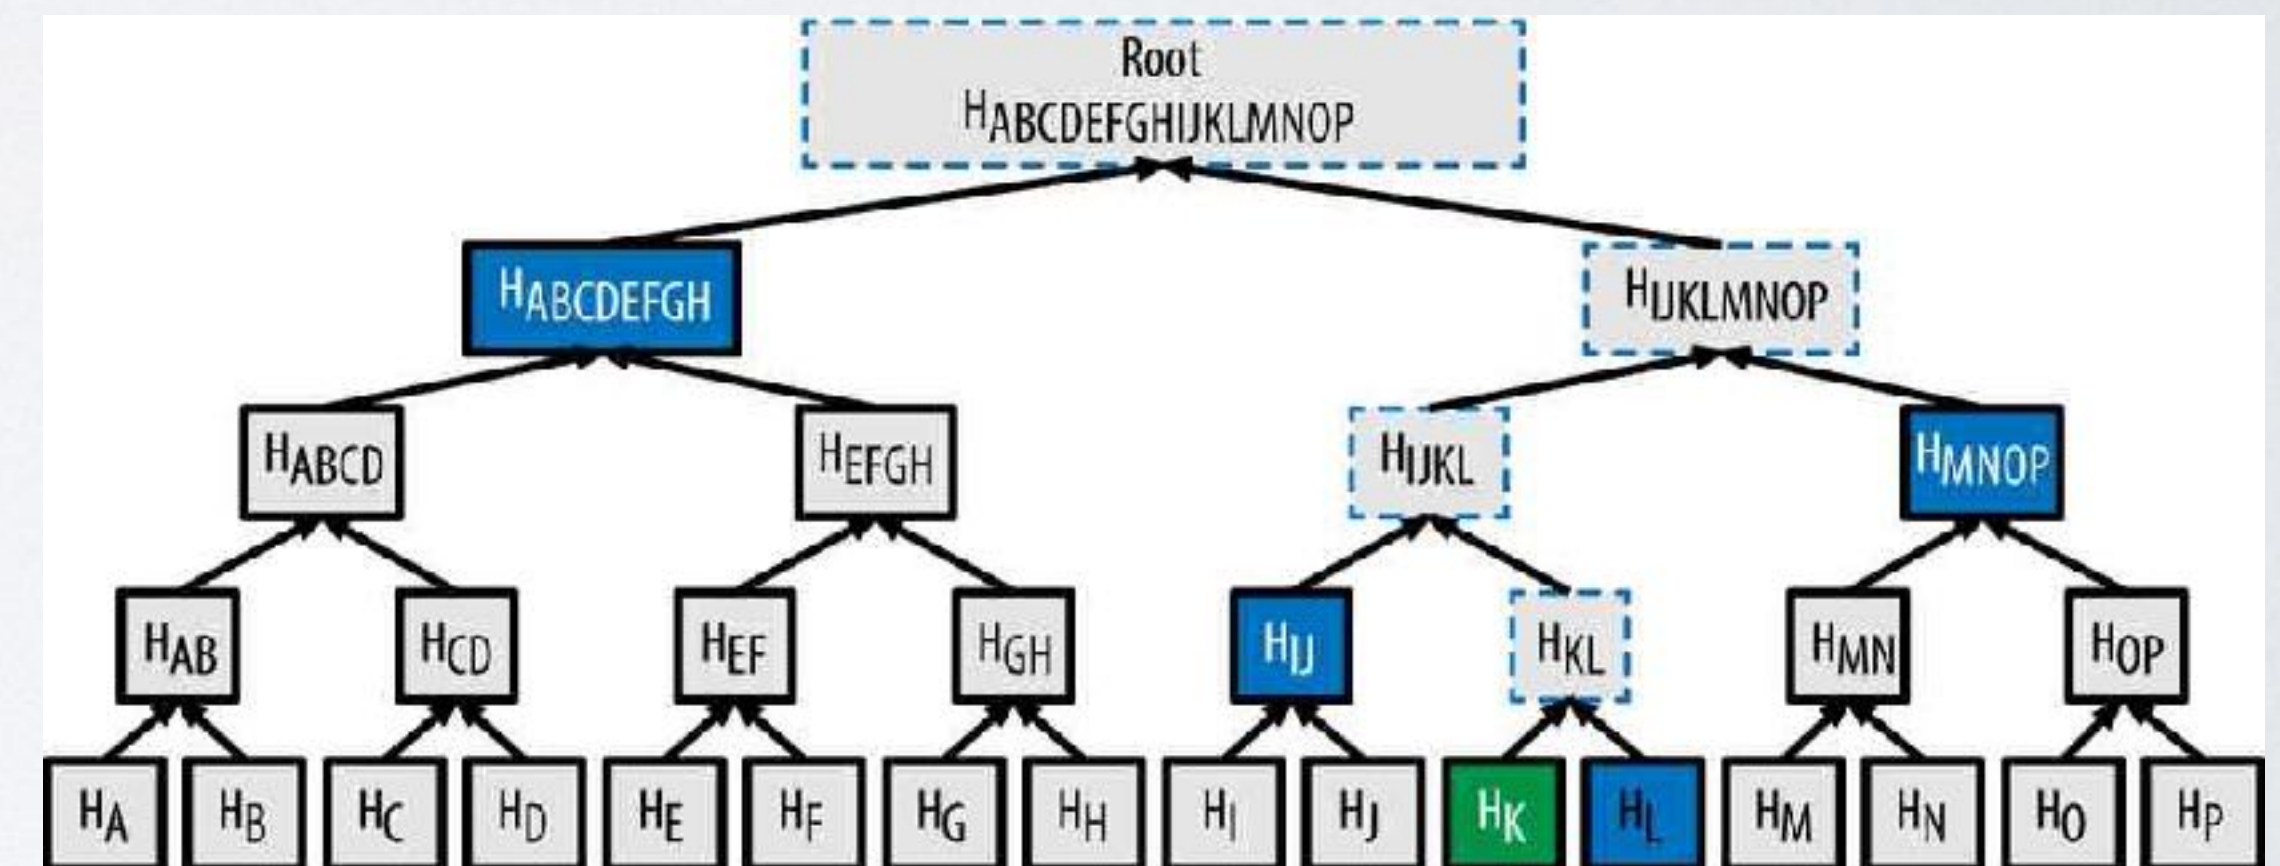 Root
HABCDEFGHIJKLMNOP
HABCDEFGH
HIJKLMNOP
HABCD
HEFGH
HIJKL
HMNOP
HAB
HCD
HEF
HGH
HIJ
HKL
HMN
HOP
HA
HB
HC
HD
HE
HF
HG
HH
HI
HJ
HK
HL
HM
HN
HO
HP